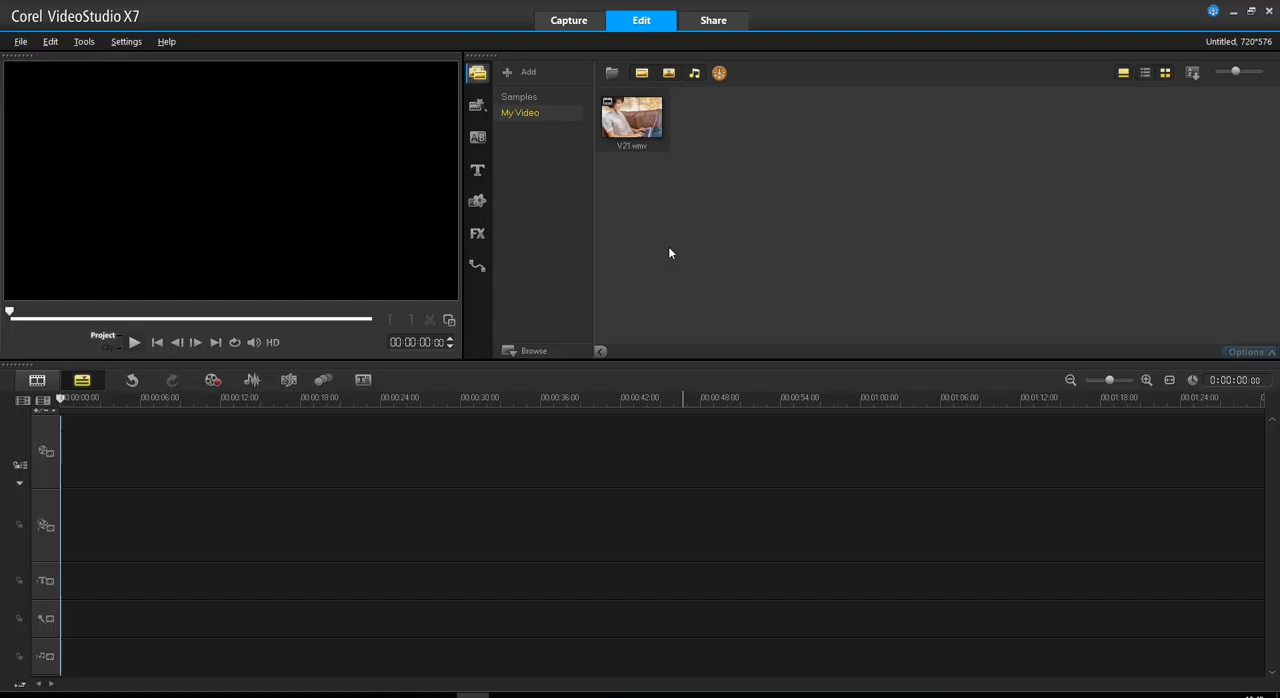 Corel VideoStudio X7
Capture
Edit
Share
File
Edit
Tools
Settings
Help
Untitled, 720*576
Add
Samples
My Video
V21.wmv
Browse
Options
Project
Clip
HD
00:00:00:00
0:00:00:00
00:00:00:00
00:00:06:00
00:00:12:00
00:00:18:00
00:00:24:00
00:00:30:00
00:00:36:00
00:00:42:00
00:00:48:00
00:00:54:00
00:01:00:00
00:01:06:00
00:01:12:00
00:01:18:00
00:01:24:00
AB
T
FX